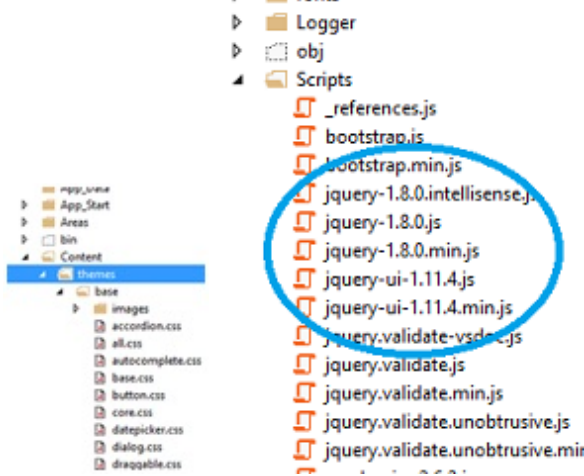 Logger
obj
Scripts
_references.js
bootstrap.js
bootstrap.min.js
jquery-1.8.0.intellisense.j
jquery-1.8.0.js
jquery-1.8.0.min.js
jquery-ui-1.11.4.js
jquery-ui-1.11.4.min.js
jquery.validate-vsdoc.js
jquery.validate.js
jquery.validate.min.js
jquery.validate.unobtrusive.js
jquery.validate.unobtrusive.min
App_Start
Areas
bin
Content
themes
base
images
accordion.css
all.css
autocomplete.css
base.css
button.css
core.css
datepicker.css
dialog.css
draggable.css